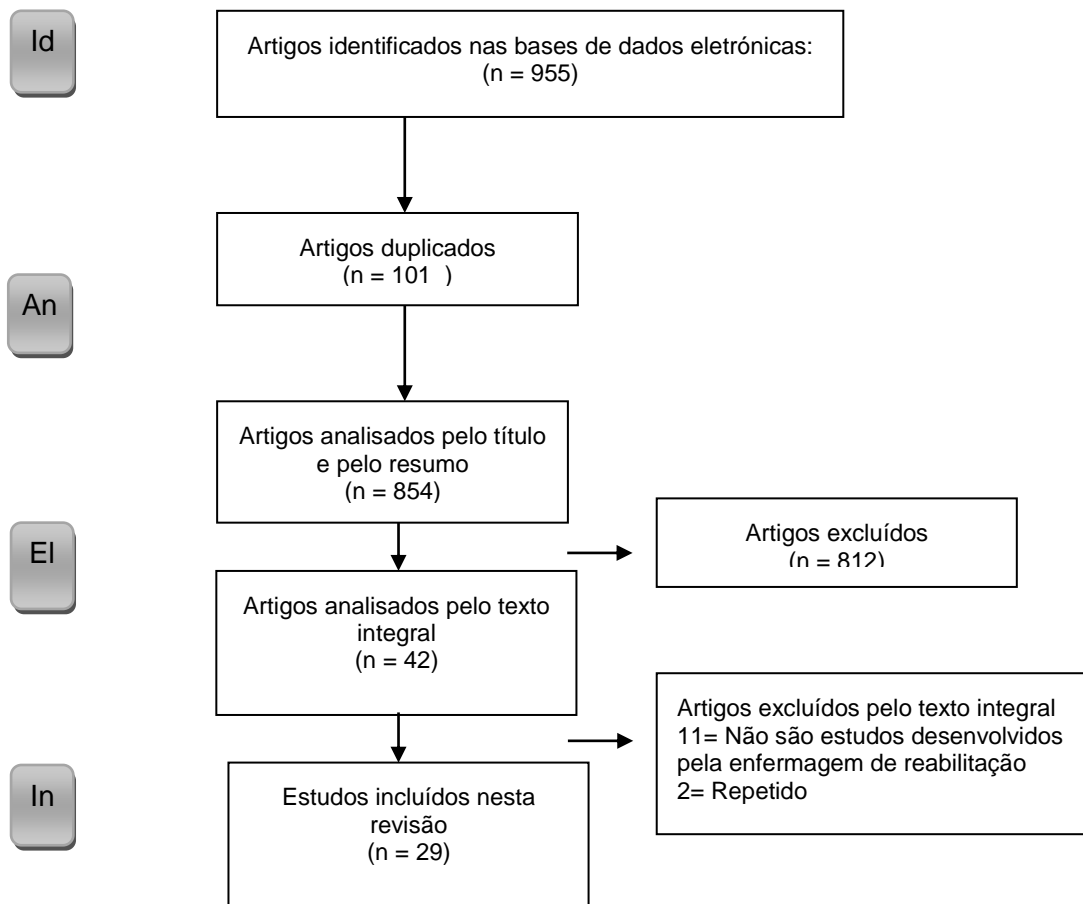 Id
Artigos identificados nas bases de dados eletrónicas:
(n = 955)
Artigos duplicados
(n = 101 )
An
Artigos analisados pelo título
e pelo resumo
(n = 854)
El
Artigos excluídos
(n = 812)
Artigos analisados pelo texto
integral
(n = 42)
Artigos excluídos pelo texto integral
11= Não são estudos desenvolvidos
pela enfermagem de reabilitação
2= Repetido
In
Estudos incluídos nesta
revisão
(n = 29)